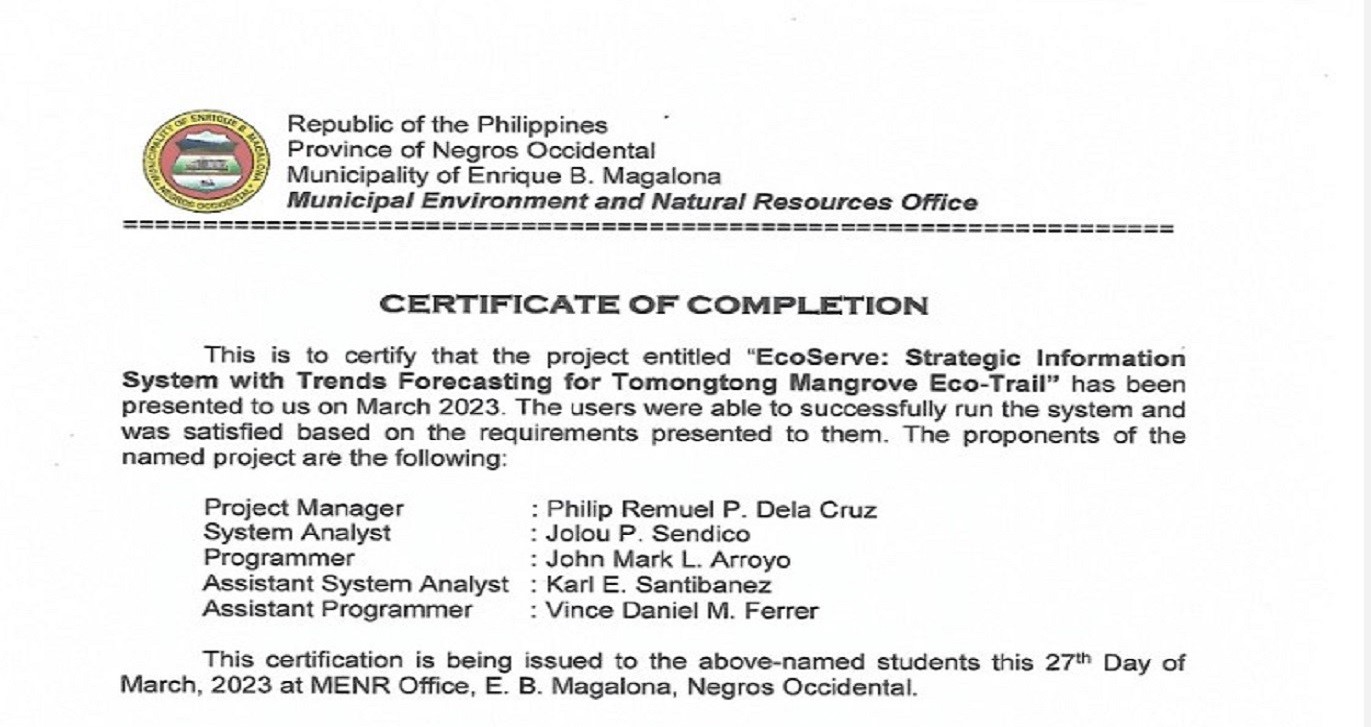 MUNICIPALITY OF ENRIQUE B. MAGALONA
NEGROS OCCIDENTAL
Republic of the Philippines
Province of Negros Occidental
Municipality of Enrique B. Magalona
Municipal Environment and Natural Resources Office
==================================================================
CERTIFICATE OF COMPLETION
This is to certify that the project entitled "EcoServe: Strategic Information
System with Trends Forecasting for Tomongtong Mangrove Eco-Trail” has been
presented to us on March 2023. The users were able to successfully run the system and
was satisfied based on the requirements presented to them. The proponents of the
named project are the following:
Project Manager : Philip Remuel P. Dela Cruz
System Analyst : Jolou P. Sendico
Programmer : John Mark L. Arroyo
Assistant System Analyst : Karl E. Santibanez
Assistant Programmer : Vince Daniel M. Ferrer
This certification is being issued to the above-named students this 27th Day of
March, 2023 at MENR Office, E. B. Magalona, Negros Occidental.